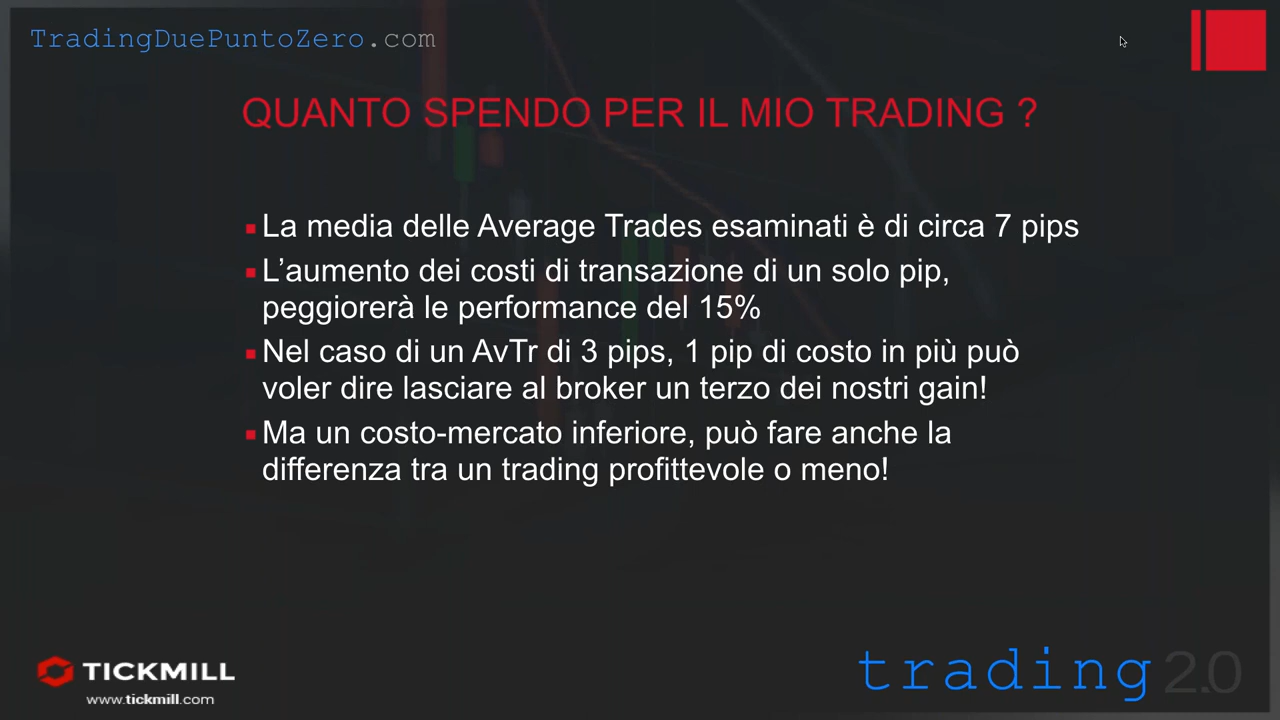 TradingDuePuntoZero.com
QUANTO SPENDO PER IL MIO TRADING ?
La media delle Average Trades esaminati è di circa 7 pips
L’aumento dei costi di transazione di un solo pip,
peggiorerà le performance del 15%
Nel caso di un AvTr di 3 pips, 1 pip di costo in più può
voler dire lasciare al broker un terzo dei nostri gain!
Ma un costo-mercato inferiore, può fare anche la
differenza tra un trading profittevole o meno!
TICKMILL
www.tickmill.com
trading 2.0